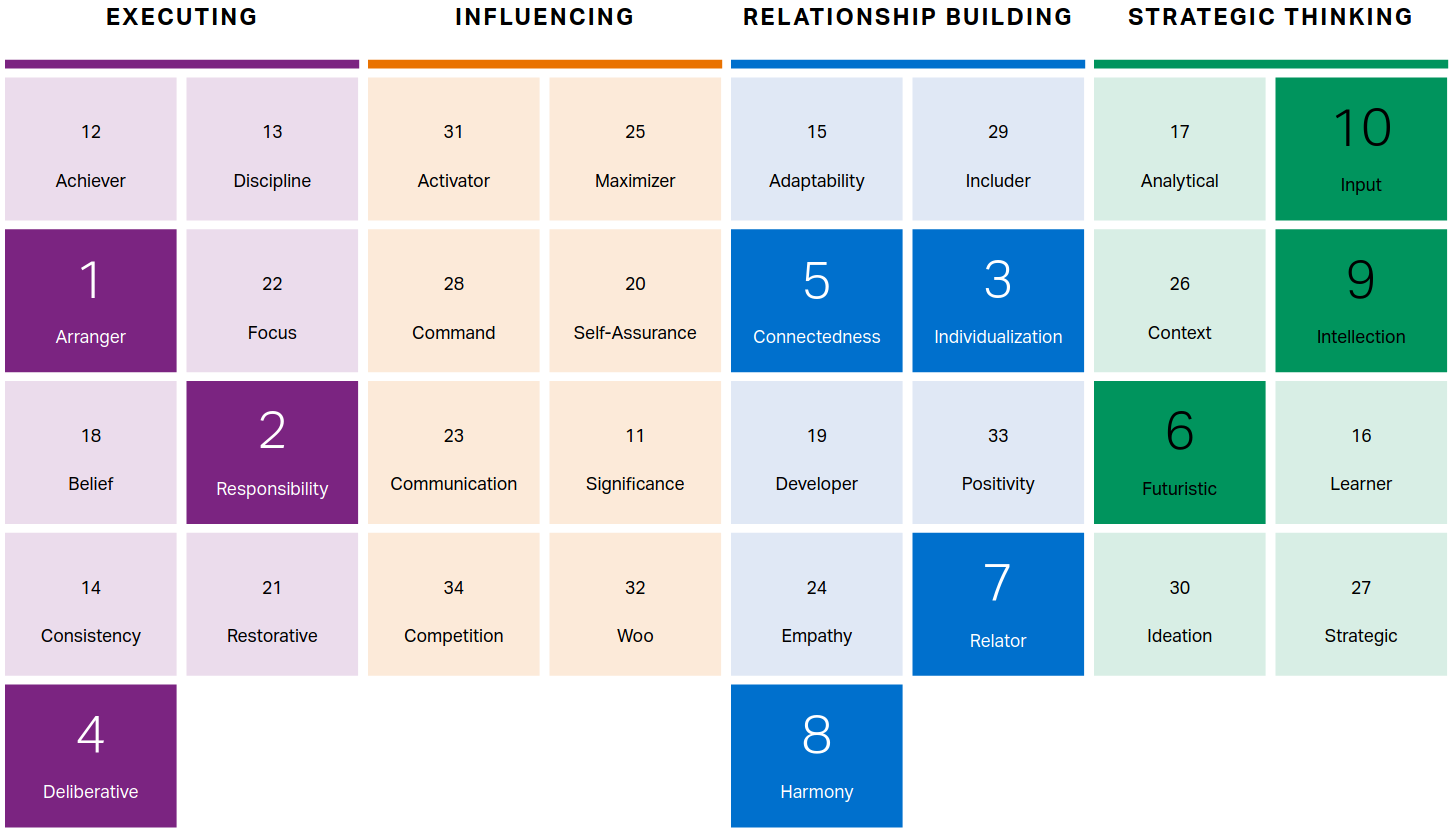 EXECUTING
INFLUENCING
RELATIONSHIP BUILDING
STRATEGIC THINKING
12
Achiever
13
Discipline
31
Activator
25
Maximizer
15
Adaptability
29
Includer
17
Analytical
10
Input
1
Arranger
22
Focus
28
Command
20
Self-Assurance
5
Connectedness
3
Individualization
26
Context
9
Intellection
18
Belief
2
Responsibility
23
Communication
11
Significance
19
Developer
33
Positivity
6
Futuristic
16
Learner
14
Consistency
21
Restorative
34
Competition
32
Woo
24
Empathy
7
Relator
30
Ideation
27
Strategic
4
Deliberative
8
Harmony